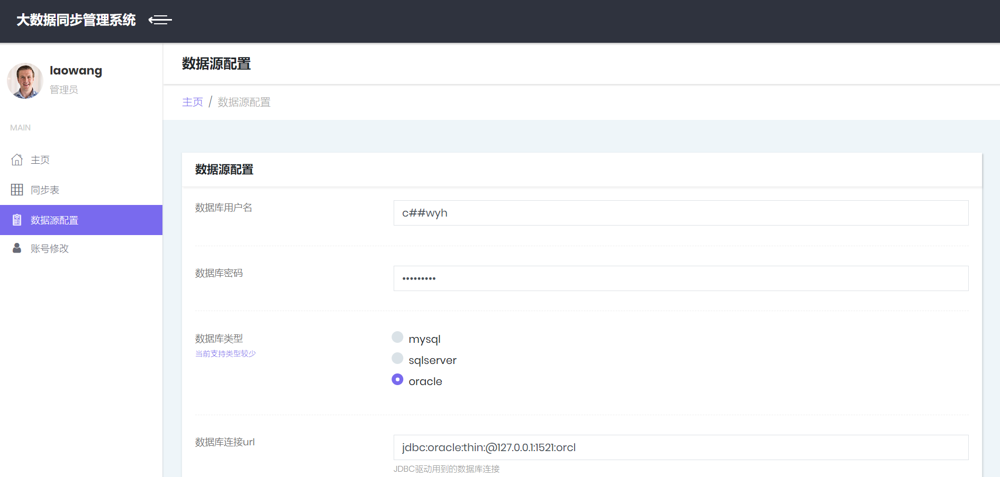 大数据同步管理系统
laowang
管理员
MAIN
主页
同步表
数据源配置
账号修改
数据源配置
主页 / 数据源配置
数据源配置
数据库用户名
c##wyh
数据库密码
•••••••••
数据库类型
当前支持类型较少
mysql
sqlserver
oracle
数据库连接url
jdbc:oracle:thin:@127.0.0.1:1521:orcl
JDBC驱动用到的数据库连接